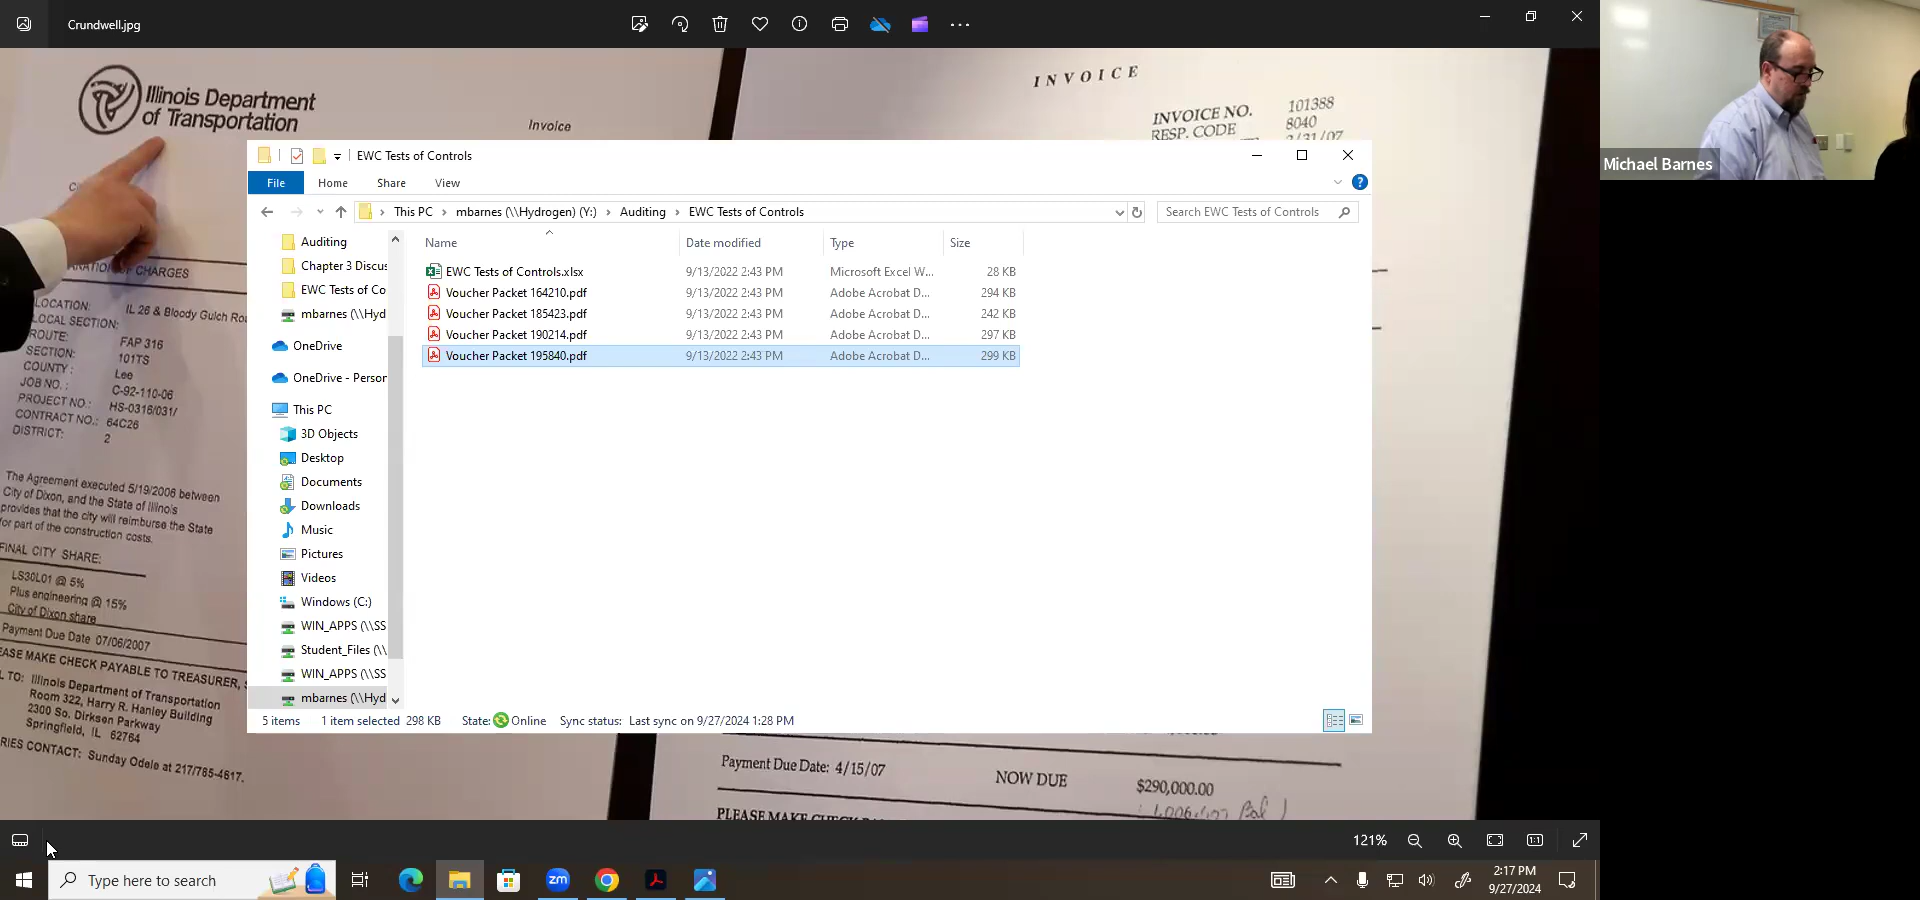 Crundwell.jpg
Illinois Department
of Transportation
Invoice
INVOICE
INVOICE NO. 101388
RESP. CODE 8040
EWC Tests of Controls
File Home Share View
This PC mbarnes (\\Hydrogen) (Y:) Auditing EWC Tests of Controls
Search EWC Tests of Controls
Name Date modified Type Size
EWC Tests of Controls.xlsx 9/13/2022 2:43 PM Microsoft Excel W... 28 KB
Voucher Packet 164210.pdf 9/13/2022 2:43 PM Adobe Acrobat D... 294 KB
Voucher Packet 185423.pdf 9/13/2022 2:43 PM Adobe Acrobat D... 242 KB
Voucher Packet 190214.pdf 9/13/2022 2:43 PM Adobe Acrobat D... 297 KB
Voucher Packet 195840.pdf 9/13/2022 2:43 PM Adobe Acrobat D... 299 KB
Auditing
Chapter 3 Discus
EWC Tests of Co
mbarnes (\\Hyd
OneDrive
OneDrive - Persor
This PC
3D Objects
Desktop
Documents
Downloads
Music
Pictures
Videos
Windows (C:)
WIN_APPS (\\SS
Student_Files (\\
WIN_APPS (\\SS
mbarnes (\\Hyd
5 items 1 item selected 298 KB State: Online Sync status: Last sync on 9/27/2024 1:28 PM
OF CHARGES
LOCATION: IL 26 & Bloody Gulch
LOCAL SECTION:
ROUTE: FAP 316
SECTION: 101TS
COUNTY: Lee
JOB NO.: C-92-110-06
PROJECT NO.: HS-0316/031/
CONTRACT NO.: 64C26
DISTRICT: 2
The Agreement executed 5/19/2006 between
City of Dixon, and the State of Illinois
provides that the city will reimburse the State
for part of the construction costs.
FINAL CITY SHARE:
LS30L01 @ 5%
Plus engineering @ 15%
City of Dixon share
Payment Due Date 07/06/2007
EASE MAKE CHECK PAYABLE TO TREASURER, S
L TO: Illinois Department of Transportation
Room 322, Harry R. Hanley Building
2300 So. Dirksen Parkway
Springfield, IL 62764
RIES CONTACT: Sunday Odele at 217/785-4617.
Payment Due Date: 4/15/07 NOW DUE $290,000.00
PLEASE MAKE CHECK
Michael Barnes
121%
Type here to search
2:17 PM
9/27/2024